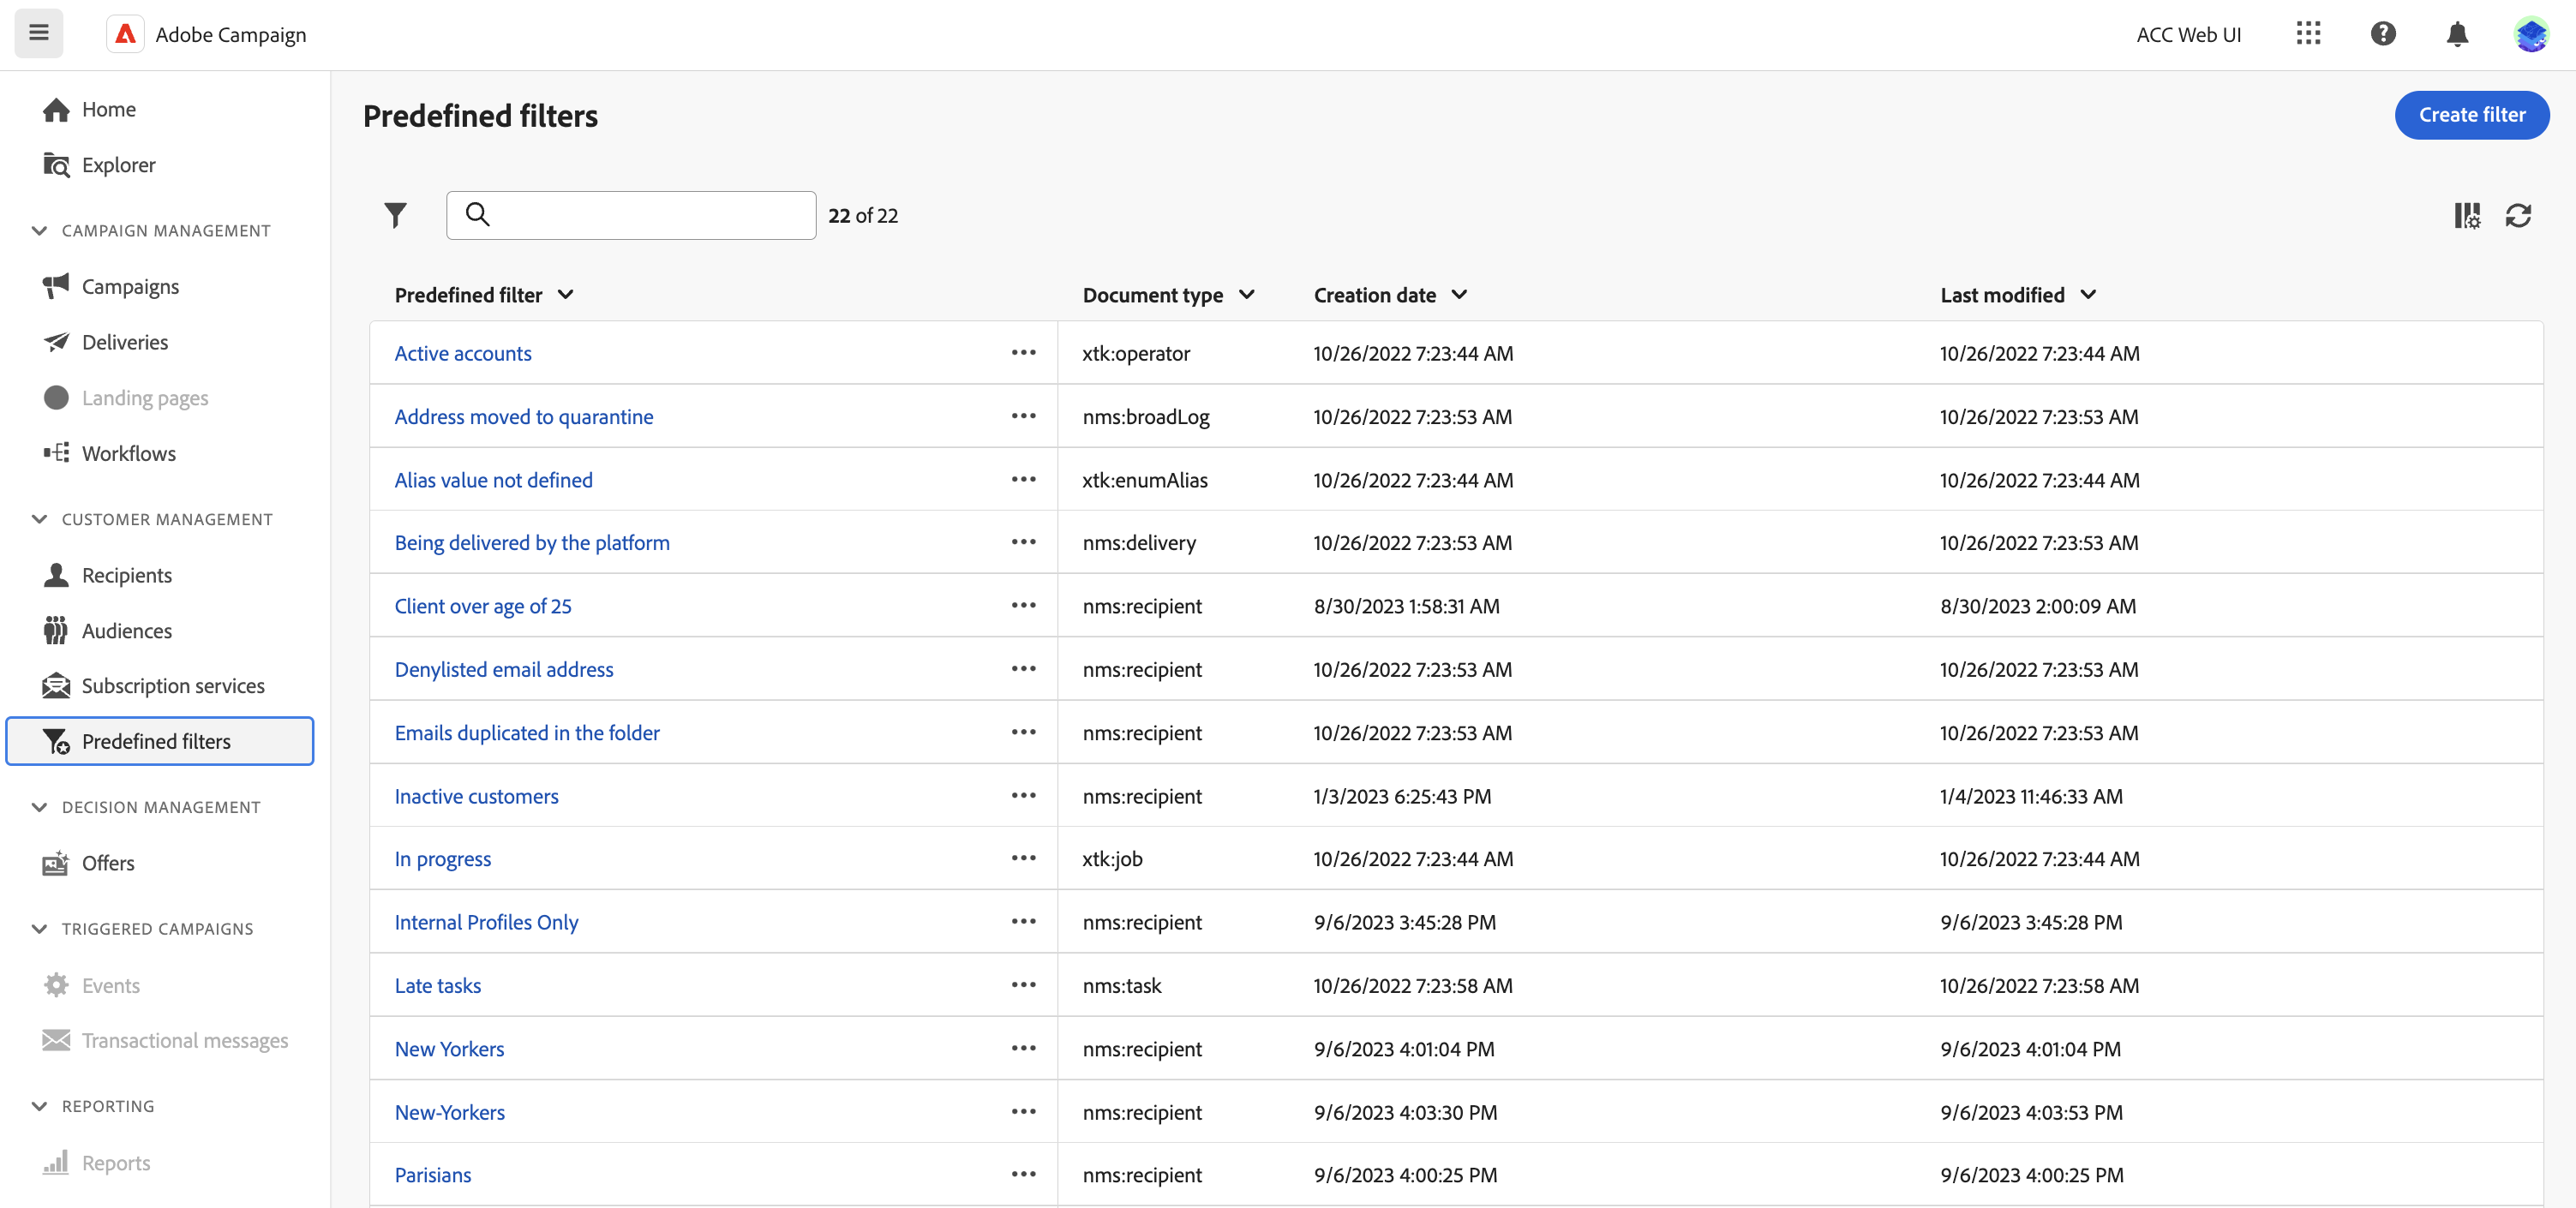 Adobe Campaign
ACC Web UI
Home
Explorer
CAMPAIGN MANAGEMENT
Campaigns
Deliveries
Landing pages
Workflows
CUSTOMER MANAGEMENT
Recipients
Audiences
Subscription services
Predefined filters
DECISION MANAGEMENT
Offers
TRIGGERED CAMPAIGNS
Events
Transactional messages
REPORTING
Reports
Predefined filters
Create filter
22 of 22
Predefined filter Document type Creation date Last modified
Active accounts xtk:operator 10/26/2022 7:23:44 AM 10/26/2022 7:23:44 AM
Address moved to quarantine nms:broadLog 10/26/2022 7:23:53 AM 10/26/2022 7:23:53 AM
Alias value not defined xtk:enumAlias 10/26/2022 7:23:44 AM 10/26/2022 7:23:44 AM
Being delivered by the platform nms:delivery 10/26/2022 7:23:53 AM 10/26/2022 7:23:53 AM
Client over age of 25 nms:recipient 8/30/2023 1:58:31 AM 8/30/2023 2:00:09 AM
Denylisted email address nms:recipient 10/26/2022 7:23:53 AM 10/26/2022 7:23:53 AM
Emails duplicated in the folder nms:recipient 10/26/2022 7:23:53 AM 10/26/2022 7:23:53 AM
Inactive customers nms:recipient 1/3/2023 6:25:43 PM 1/4/2023 11:46:33 AM
In progress xtk:job 10/26/2022 7:23:44 AM 10/26/2022 7:23:44 AM
Internal Profiles Only nms:recipient 9/6/2023 3:45:28 PM 9/6/2023 3:45:28 PM
Late tasks nms:task 10/26/2022 7:23:58 AM 10/26/2022 7:23:58 AM
New Yorkers nms:recipient 9/6/2023 4:01:04 PM 9/6/2023 4:01:04 PM
New-Yorkers nms:recipient 9/6/2023 4:03:30 PM 9/6/2023 4:03:53 PM
Parisians nms:recipient 9/6/2023 4:00:25 PM 9/6/2023 4:00:25 PM